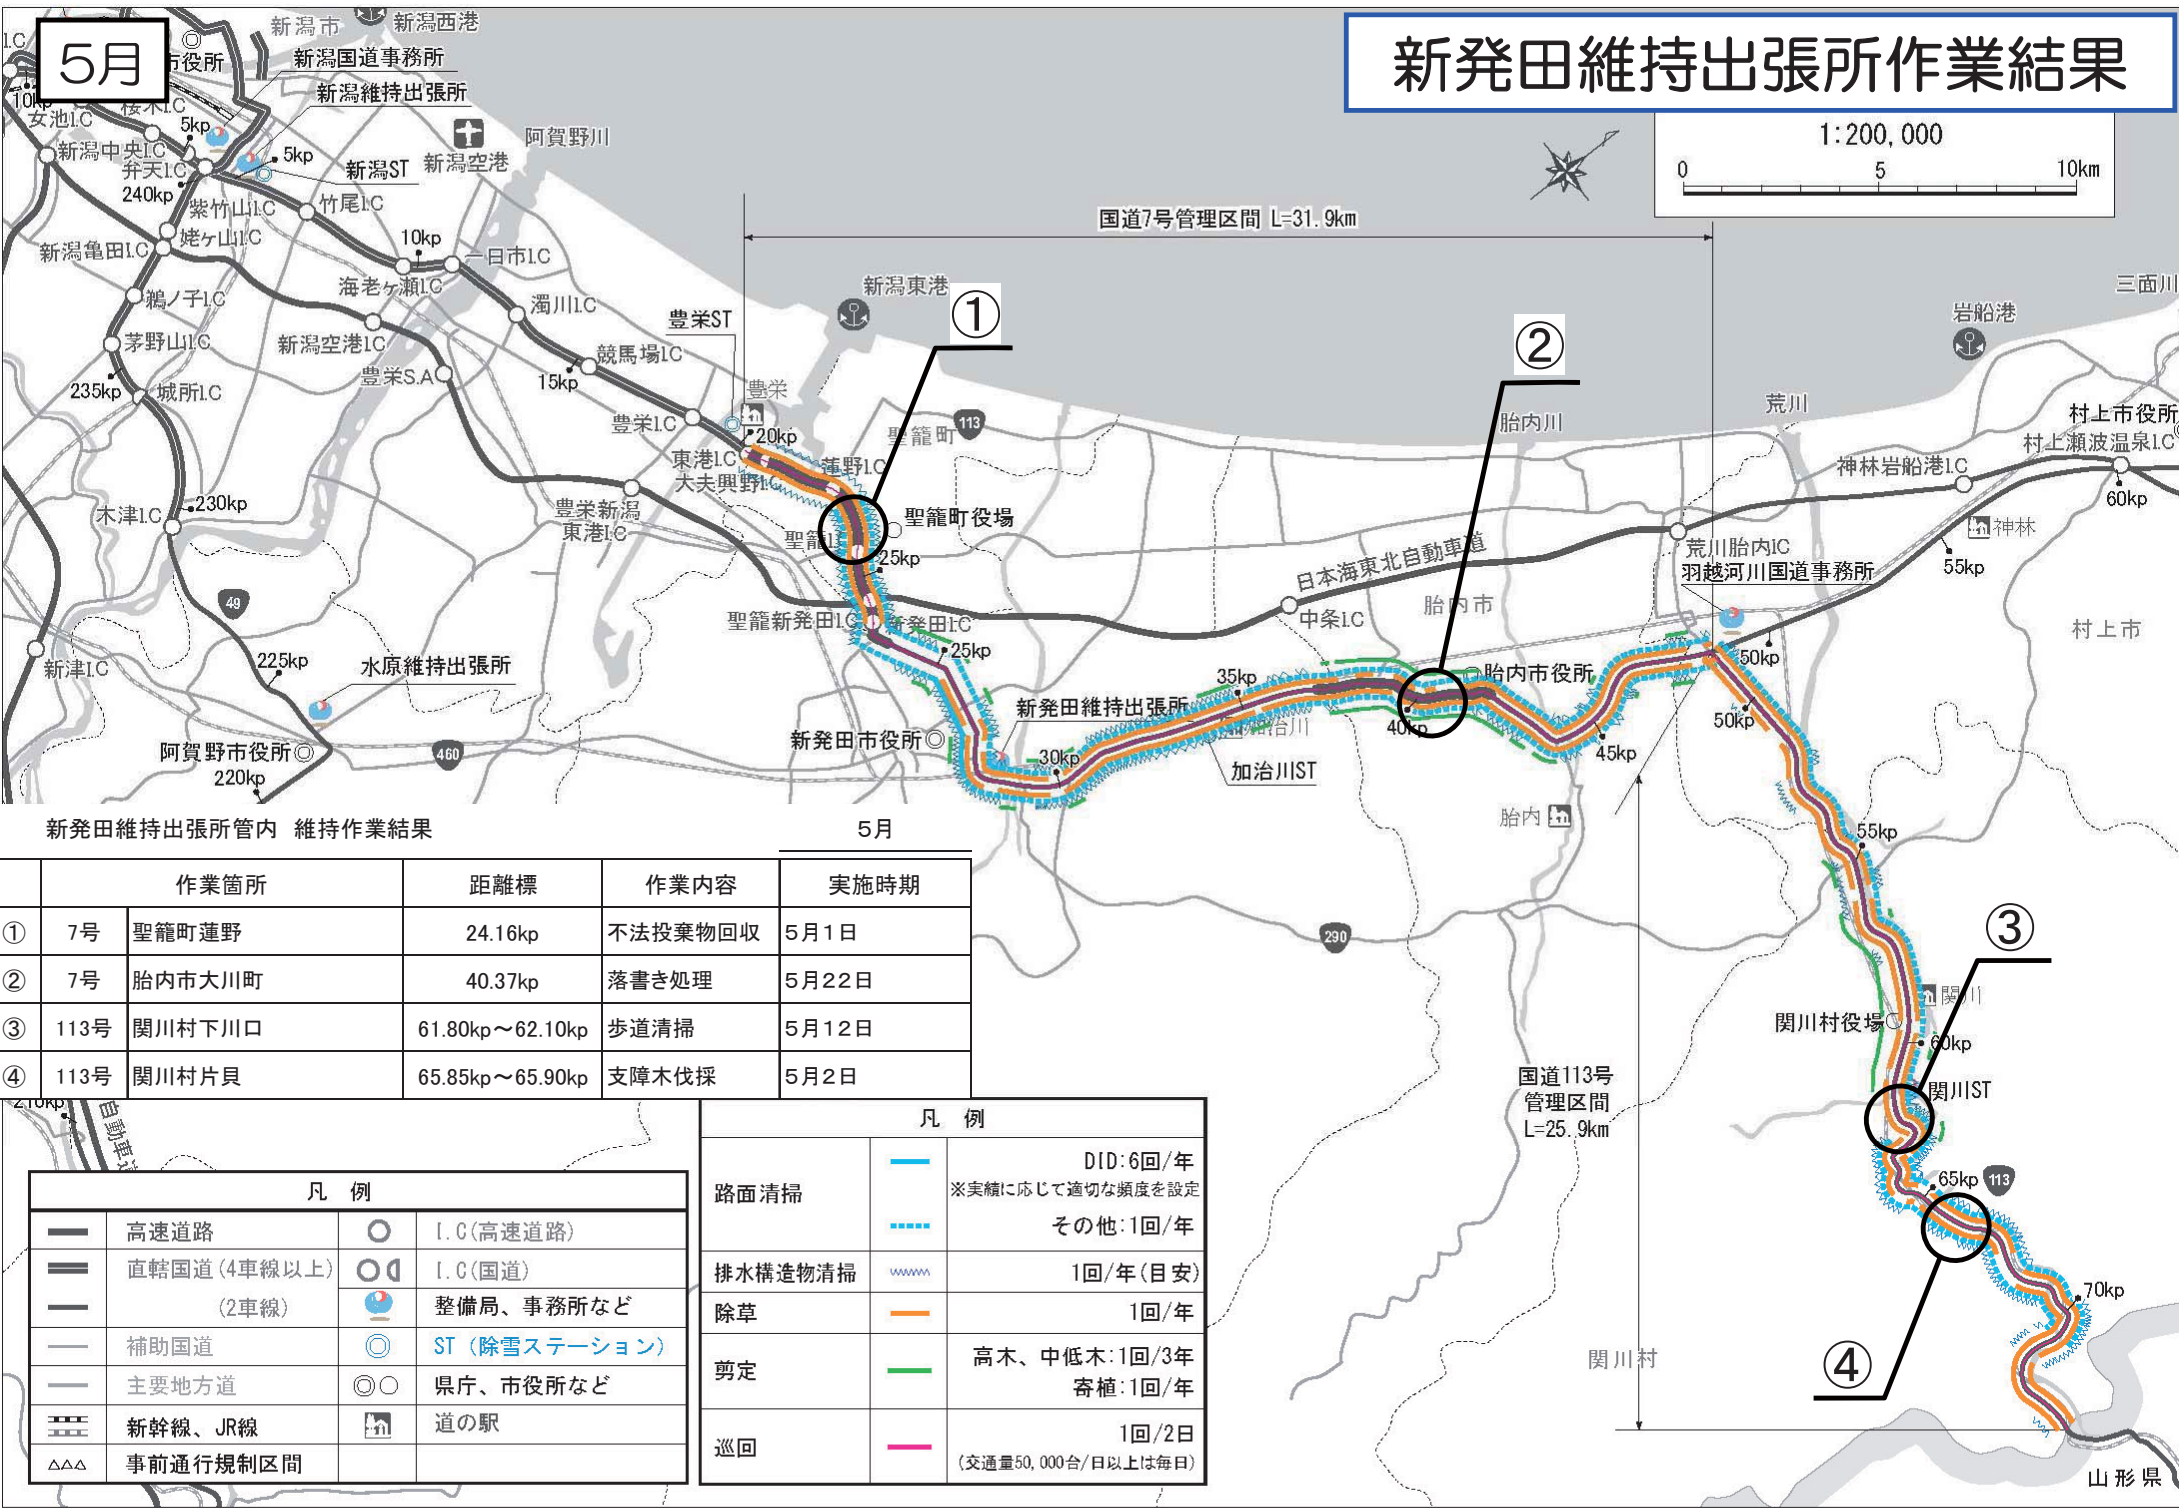 5月
新発田維持出張所作業結果
1:200,000
0 5 10km
新潟市
新潟西港
市役所
新潟国道事務所
新潟維持出張所
I.C
10kp
女池I.C
桜木I.C
5kp
新潟中央I.C
弁天I.C
5kp
240kp
新潟ST
新潟空港
阿賀野川
紫竹山I.C
竹尾I.C
姥ヶ山I.C
新潟亀田I.C
10kp
一日市I.C
海老ヶ瀬I.C
鵜ノ子I.C
濁川I.C
茅野山I.C
新潟空港I.C
競馬場I.C
15kp
235kp
城所I.C
豊栄S.A
豊栄ST
豊栄I.C
豊栄
20kp
東港I.C
大夫興野I.C
蓮野I.C
新潟東港
①
国道7号管理区間 L=31.9km
聖籠町
113
②
胎内川
荒川
岩船港
三面川
村上市役所
村上瀬波温泉I.C
神林岩船港I.C
60kp
神林
55kp
荒川胎内IC
羽越河川国道事務所
村上市
230kp
木津I.C
豊栄新潟
東港I.C
聖籠I.C
聖籠町役場
25kp
日本海東北自動車道
胎内市
中条I.C
49
聖籠新発田I.C
新発田I.C
25kp
新津I.C
225kp
水原維持出張所
35kp
新発田維持出張所
胎内市役所
50kp
50kp
40kp
45kp
加治川
加治川ST
阿賀野市役所
220kp
460
新発田市役所
30kp
胎内
55kp
290
③
関川
関川村役場
60kp
関川ST
国道113号
管理区間
L=25.9km
65kp
113
70kp
④
関川村
山形県
210kp
自動車道
新発田維持出張所管内 維持作業結果 5月
作業箇所 距離標 作業内容 実施時期
① 7号 聖籠町蓮野 24.16kp 不法投棄物回収 5月1日
② 7号 胎内市大川町 40.37kp 落書き処理 5月22日
③ 113号 関川村下川口 61.80kp～62.10kp 歩道清掃 5月12日
④ 113号 関川村片貝 65.85kp～65.90kp 支障木伐採 5月2日
凡 例
高速道路 I.C(高速道路)
直轄国道(4車線以上) I.C(国道)
(2車線) 整備局、事務所など
補助国道 ST (除雪ステーション)
主要地方道 県庁、市役所など
新幹線、JR線 道の駅
事前通行規制区間
凡 例
路面清掃 DID:6回/年
※実績に応じて適切な頻度を設定
その他:1回/年
排水構造物清掃 1回/年(目安)
除草 1回/年
剪定 高木、中低木:1回/3年
寄植:1回/年
巡回 1回/2日
(交通量50,000台/日以上は毎日)